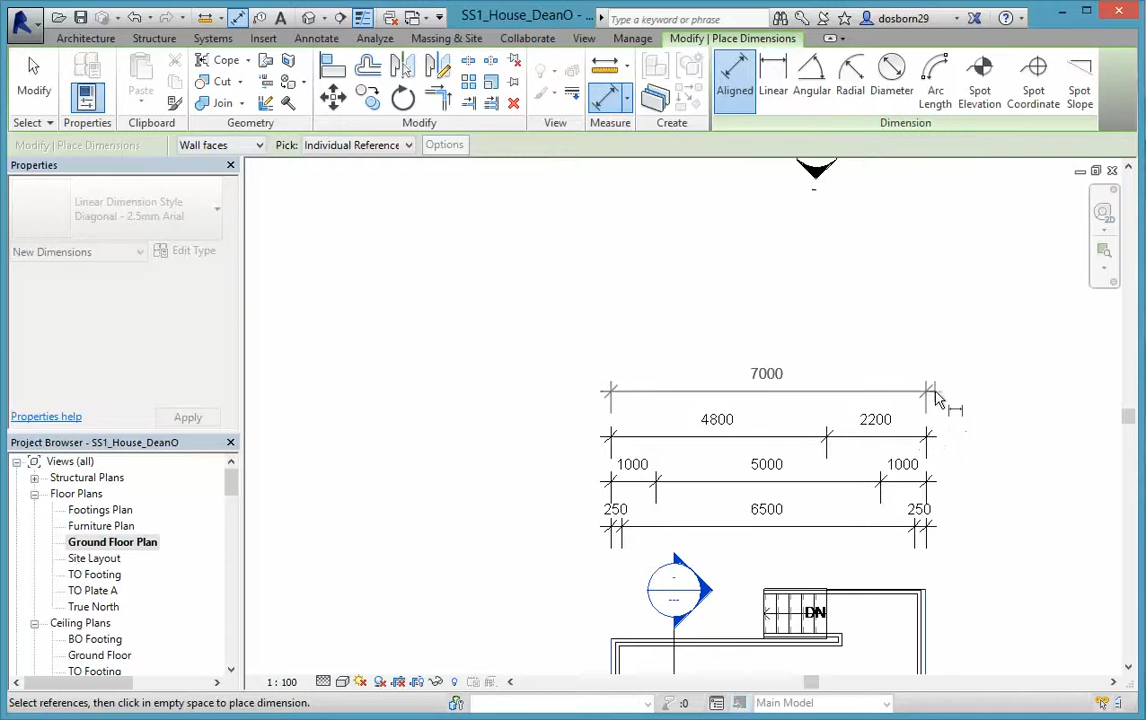 SS1_House_DeanO -
Type a keyword or phrase
dosborn29
Architecture Structure Systems Insert Annotate Analyze Massing & Site Collaborate View Manage Modify | Place Dimensions
Modify
Cope
Cut
Join
Paste
Aligned Linear Angular Radial Diameter Arc Length Spot Elevation Spot Coordinate Spot Slope
Select Properties Clipboard Geometry Modify View Measure Create Dimension
Modify | Place Dimensions Wall faces Pick: Individual Reference Options
Properties
Linear Dimension Style
Diagonal - 2.5mm Arial
New Dimensions Edit Type
Properties help Apply
Project Browser - SS1_House_DeanO
Views (all)
Structural Plans
Floor Plans
Footings Plan
Furniture Plan
Ground Floor Plan
Site Layout
TO Footing
TO Plate A
True North
Ceiling Plans
BO Footing
Ground Floor
TO Footing
2D
7000
4800 2200
1000 5000 1000
250 6500 250
DN
1 : 100
Select references, then click in empty space to place dimension.
:0
Main Model